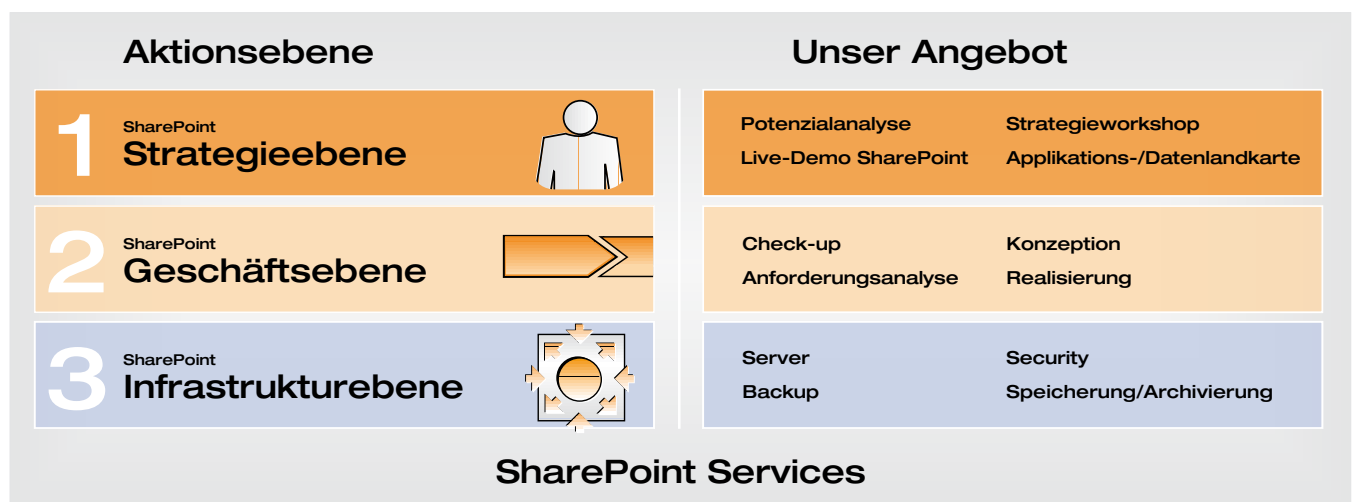 Aktionsebene
Unser Angebot
1
SharePoint
Strategieebene
Potenzialanalyse
Strategieworkshop
Live-Demo SharePoint
Applikations-/Datenlandkarte
2
SharePoint
Geschäftsebene
Check-up
Konzeption
Anforderungsanalyse
Realisierung
3
SharePoint
Infrastrukturebene
Server
Security
Backup
Speicherung/Archivierung
SharePoint Services